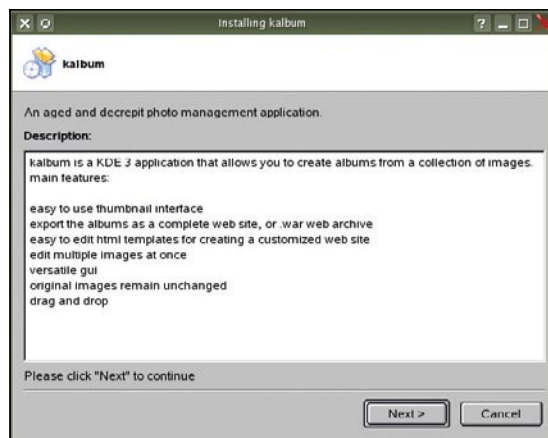 Installing kalbum
kalbum
An aged and decrepit photo management application.
Description:
kalbum is a KDE 3 application that allows you to create albums from a collection of images.
main features:
easy to use thumbnail interface
export the albums as a complete web site, or .war web archive
easy to edit html templates for creating a customized web site
edit multiple images at once
versatile gui
original images remain unchanged
drag and drop
Please click "Next" to continue
Next >
Cancel